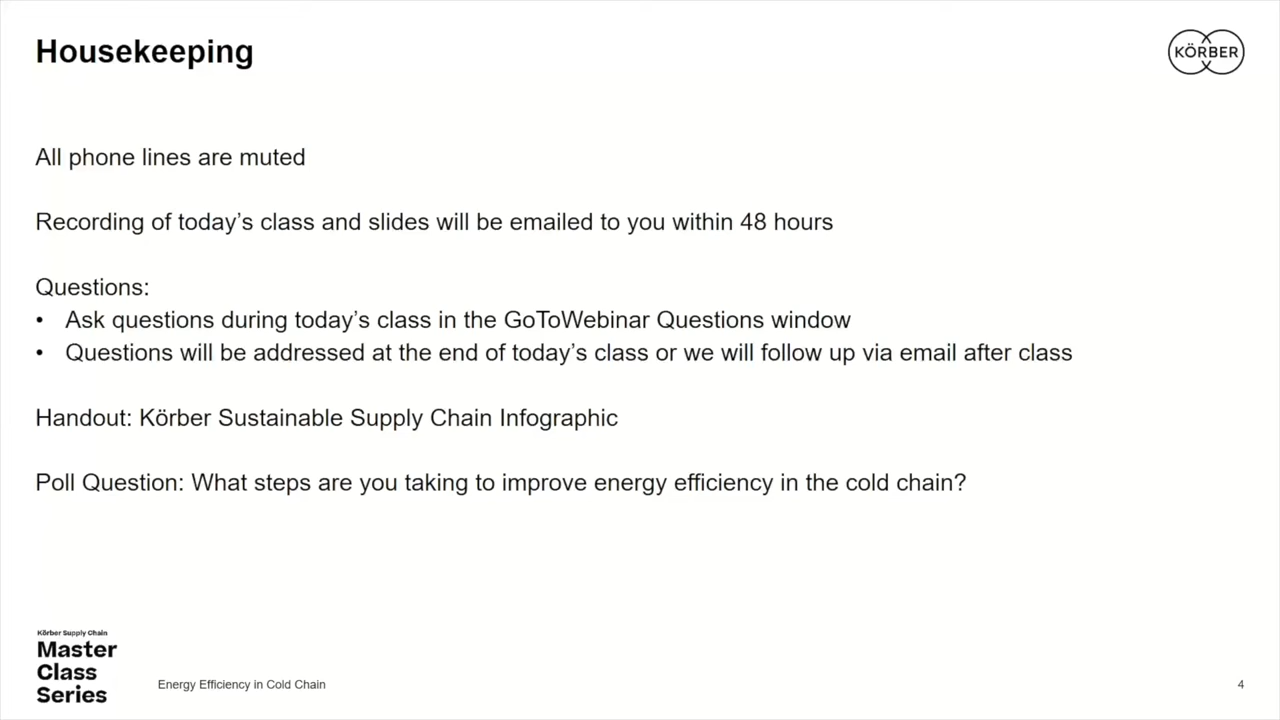 Housekeeping
KÖRBER
All phone lines are muted
Recording of today’s class and slides will be emailed to you within 48 hours
Questions:
• Ask questions during today’s class in the GoToWebinar Questions window
• Questions will be addressed at the end of today’s class or we will follow up via email after class
Handout: Körber Sustainable Supply Chain Infographic
Poll Question: What steps are you taking to improve energy efficiency in the cold chain?
Körber Supply Chain
Master
Class
Series
Energy Efficiency in Cold Chain
4